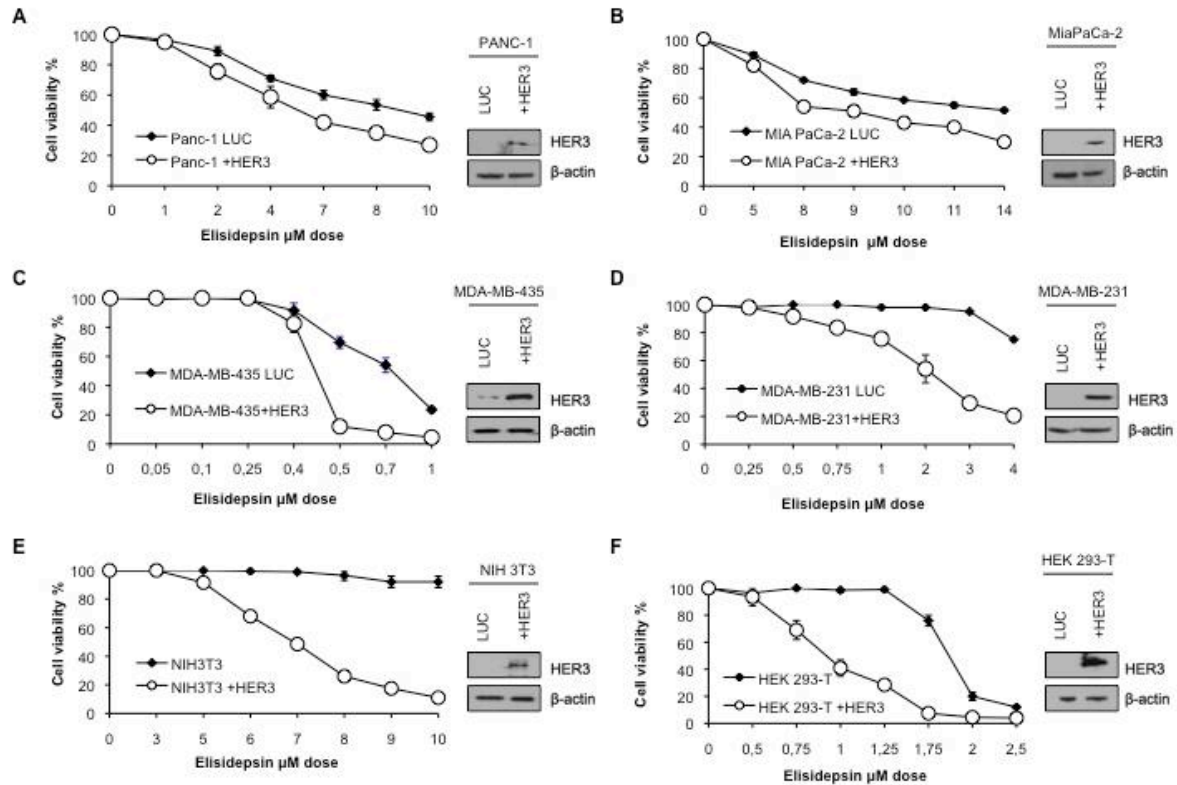 A
Cell viability %
100
80
60
40
20
0
Panc-1 LUC
Panc-1 +HER3
0 1 2 4 7 8 10
Elisidepsin µM dose
PANC-1
LUC
+HER3
HER3
β-actin
B
Cell viability %
100
80
60
40
20
0
MIA PaCa-2 LUC
MIA PaCa-2 +HER3
0 5 8 9 10 11 14
Elisidepsin µM dose
MiaPaCa-2
LUC
+HER3
HER3
β-actin
C
Cell viability %
100
80
60
40
20
0
MDA-MB-435 LUC
MDA-MB-435+HER3
0 0,05 0,1 0,25 0,4 0,5 0,7 1
Elisidepsin µM dose
MDA-MB-435
LUC
+HER3
HER3
β-actin
D
Cell viability %
100
80
60
40
20
0
MDA-MB-231 LUC
MDA-MB-231+HER3
0 0,25 0,5 0,75 1 2 3 4
Elisidepsin µM dose
MDA-MB-231
LUC
+HER3
HER3
β-actin
E
Cell viability %
100
80
60
40
20
0
NIH3T3
NIH3T3 +HER3
0 3 5 6 7 8 9 10
Elisidepsin µM dose
NIH 3T3
LUC
+HER3
HER3
β-actin
F
Cell viability %
100
80
60
40
20
0
HEK 293-T
HEK 293-T +HER3
0 0,5 0,75 1 1,25 1,75 2 2,5
Elisidepsin µM dose
HEK 293-T
LUC
+HER3
HER3
β-actin